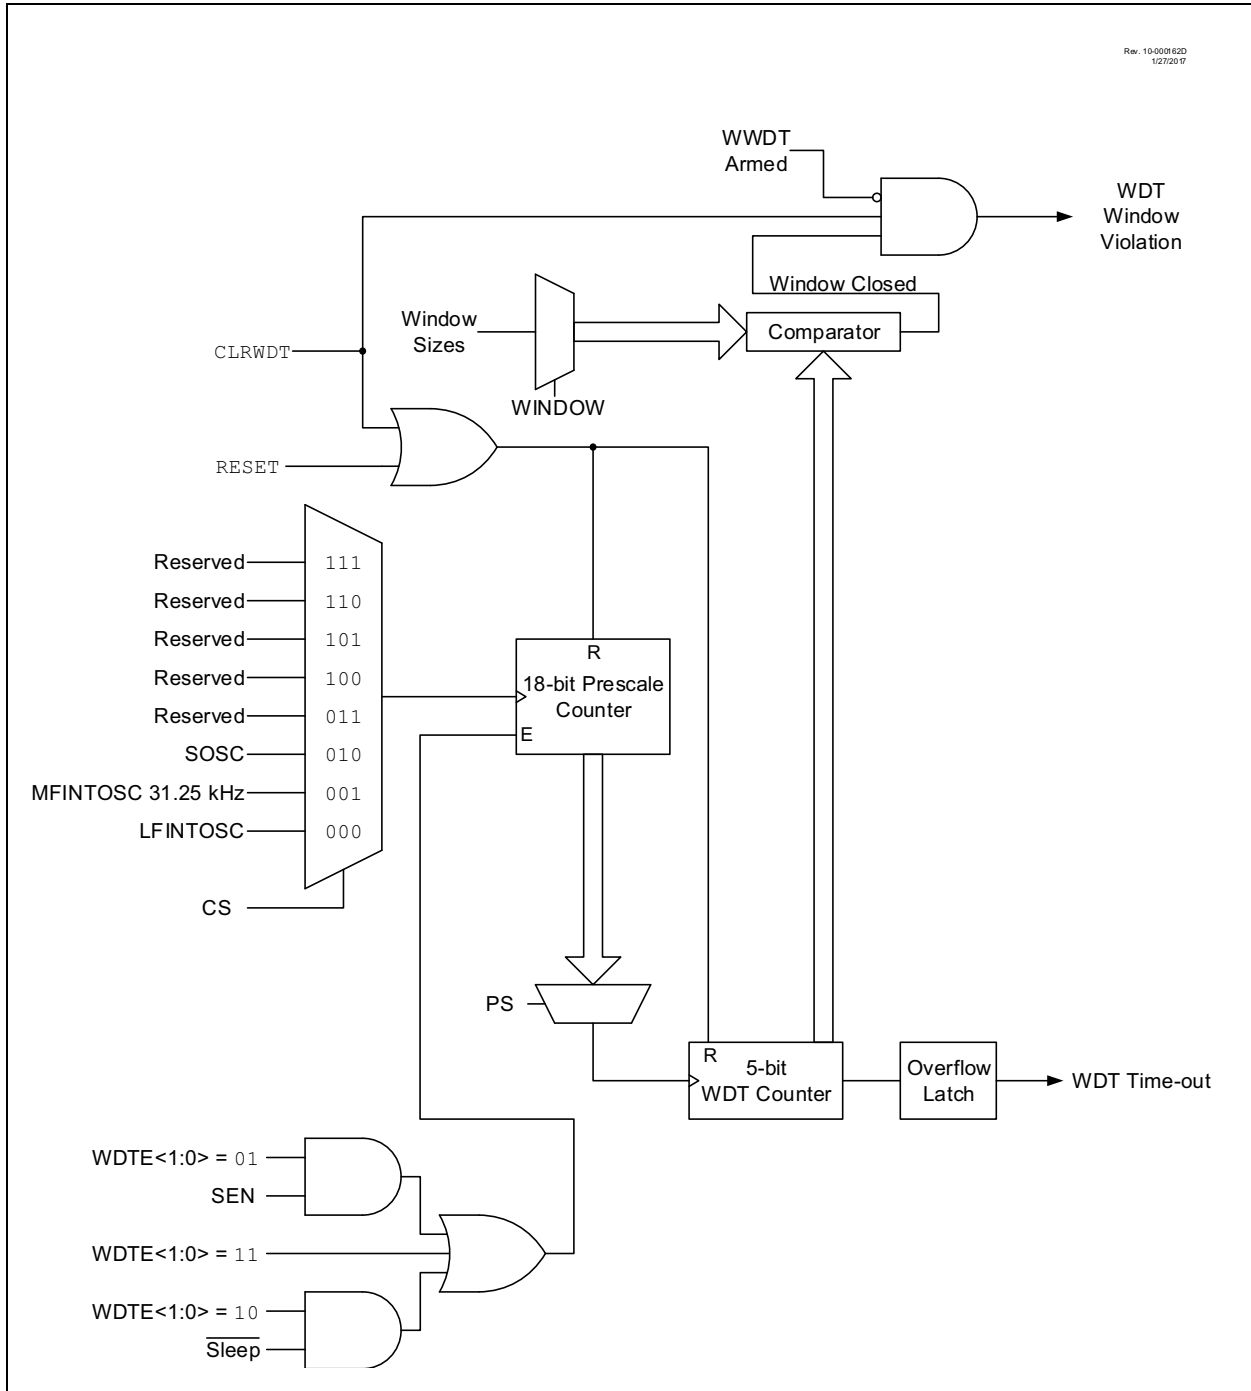 Rev. 10-000162D
1/27/2017
WWDT
Armed
WDT
Window
Violation
Window Closed
Window
Sizes
Comparator
CLRWDT
WINDOW
RESET
Reserved
111
Reserved
110
Reserved
101
Reserved
100
Reserved
011
SOSC
010
MFINTOSC 31.25 kHz
001
LFINTOSC
000
CS
R
18-bit Prescale
Counter
E
PS
R
5-bit
WDT Counter
Overflow
Latch
WDT Time-out
WDTE<1:0> = 01
SEN
WDTE<1:0> = 11
WDTE<1:0> = 10
Sleep